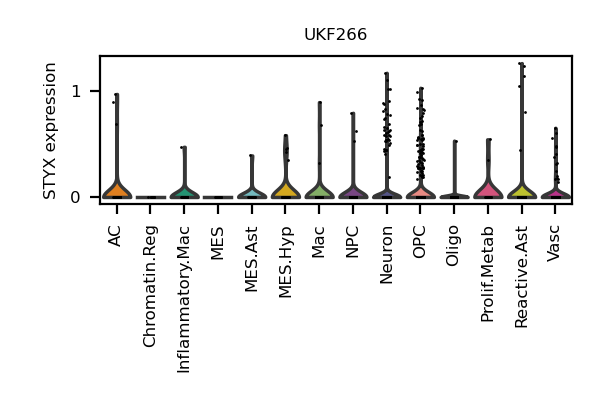 UKF266
STYX expression
1
0
AC
Chromatin.Reg
Inflammatory.Mac
MES
MES.Ast
MES.Hyp
Mac
NPC
Neuron
OPC
Oligo
Prolif.Metab
Reactive.Ast
Vasc